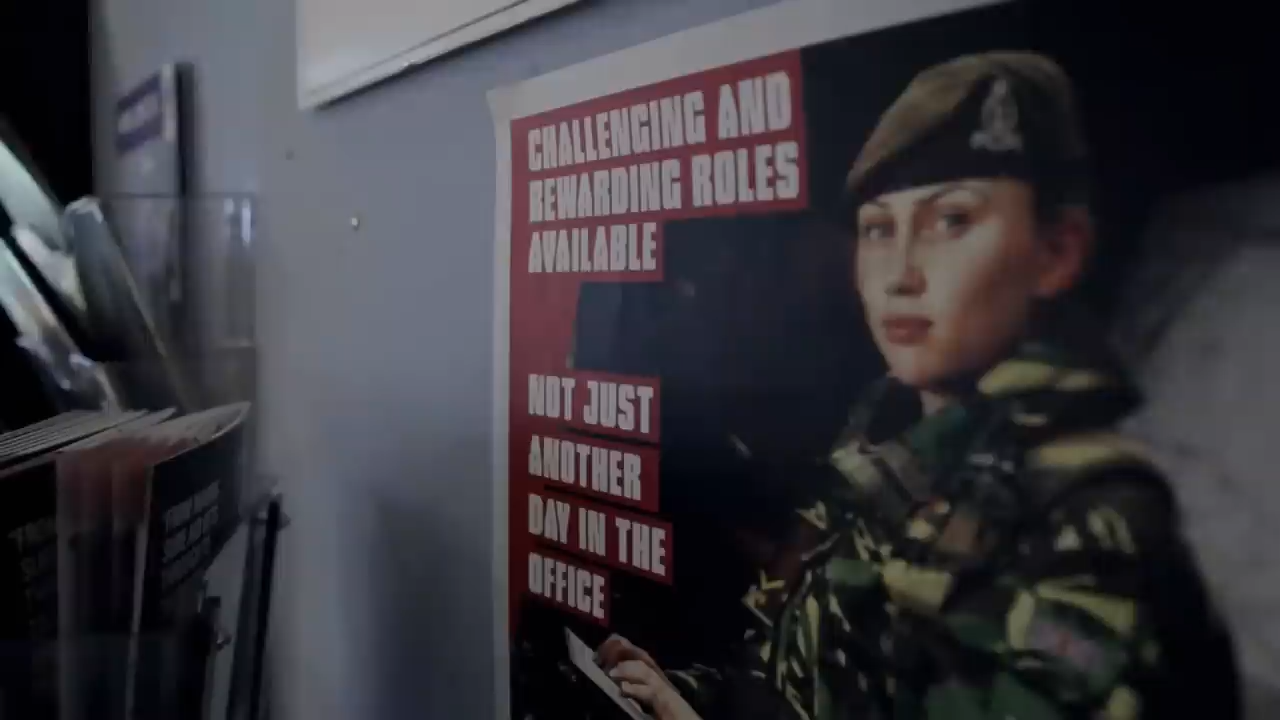 CHALLENGING AND
REWARDING ROLES
AVAILABLE
NOT JUST
ANOTHER
DAY IN THE
OFFICE